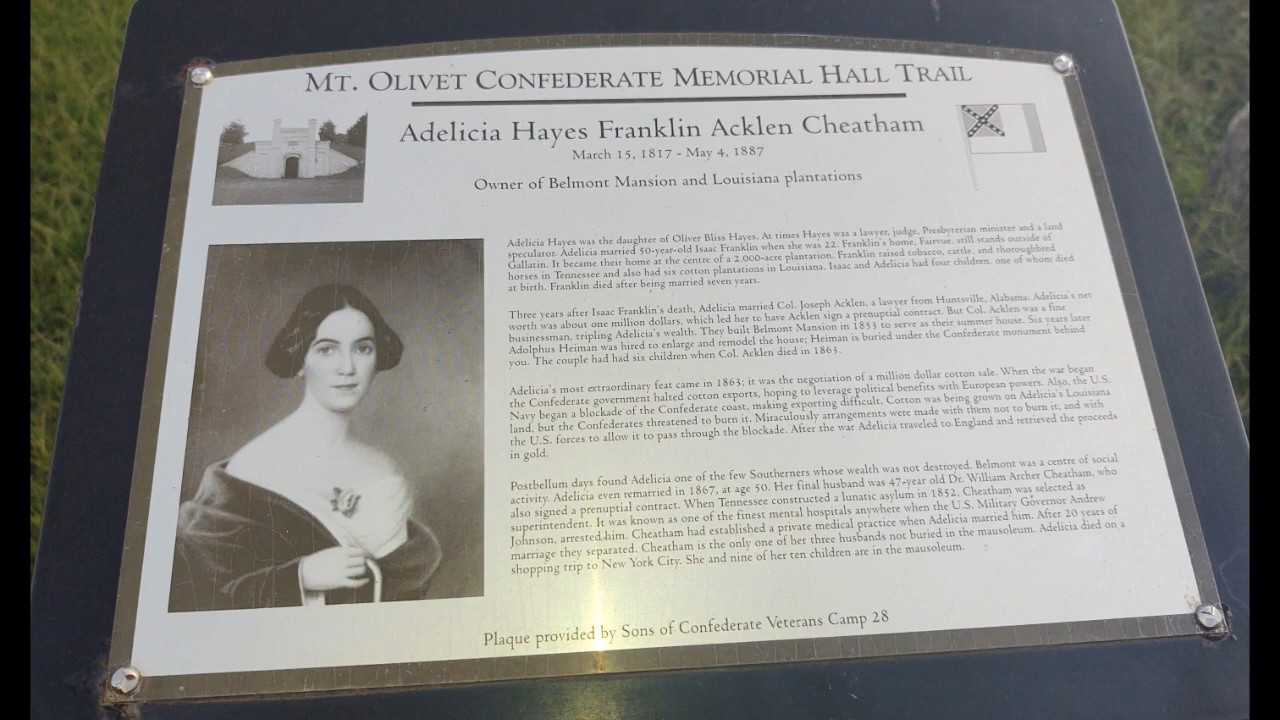 MT. OLIVET CONFEDERATE MEMORIAL HALL TRAIL
Adelicia Hayes Franklin Acklen Cheatham
March 15, 1817 - May 4, 1887
Owner of Belmont Mansion and Louisiana plantations
Adelicia Hayes was the daughter of Oliver Bliss Hayes. At times Hayes was a lawyer, judge, Presbyterian minister and a land
speculator. Adelicia married 50-year-old Isaac Franklin when she was 22. Franklin's home, Fairvue, still stands outside of
Gallatin. It became their home at the centre of a 2,000-acre plantation. Franklin raised tobacco, cattle, and thoroughbred
horses in Tennessee and also had six cotton plantations in Louisiana. Isaac and Adelicia had four children, one of whom died
at birth. Franklin died after being married seven years.
Three years after Isaac Franklin's death, Adelicia married Col. Joseph Acklen, a lawyer from Huntsville, Alabama. Adelicia's net
worth was about one million dollars, which led her to have Acklen sign a prenuptial contract. But Col. Acklen was a fine
businessman, tripling Adelicia's wealth. They built Belmont Mansion in 1853 to serve as their summer house. Six years later
Adolphus Heiman was hired to enlarge and remodel the house; Heiman is buried under the Confederate monument behind
you. The couple had had six children when Col. Acklen died in 1863.
Adelicia's most extraordinary feat came in 1863; it was the negotiation of a million dollar cotton sale. When the war began
the Confederate government halted cotton exports, hoping to leverage political benefits with European powers. Also, the U.S.
Navy began a blockade of the Confederate coast, making exporting difficult. Cotton was being grown on Adelicia's Louisiana
land, but the Confederates threatened to burn it. Miraculously arrangements were made with them not to burn it, and with
the U.S. forces to allow it to pass through the blockade. After the war Adelicia traveled to England and retrieved the proceeds
in gold.
Postbellum days found Adelicia one of the few Southerners whose wealth was not destroyed. Belmont was a centre of social
activity. Adelicia even remarried in 1867, at age 50. Her final husband was 47-year old Dr. William Archer Cheatham, who
also signed a prenuptial contract. When Tennessee constructed a lunatic asylum in 1852, Cheatham was selected as
superintendent. It was known as one of the finest mental hospitals anywhere when the U.S. Military Governor Andrew
Johnson, arrested him. Cheatham had established a private medical practice when Adelicia married him. After 20 years of
marriage they separated. Cheatham is the only one of her three husbands not buried in the mausoleum. Adelicia died on a
shopping trip to New York City. She and nine of her ten children are in the mausoleum.
Plaque provided by Sons of Confederate Veterans Camp 28